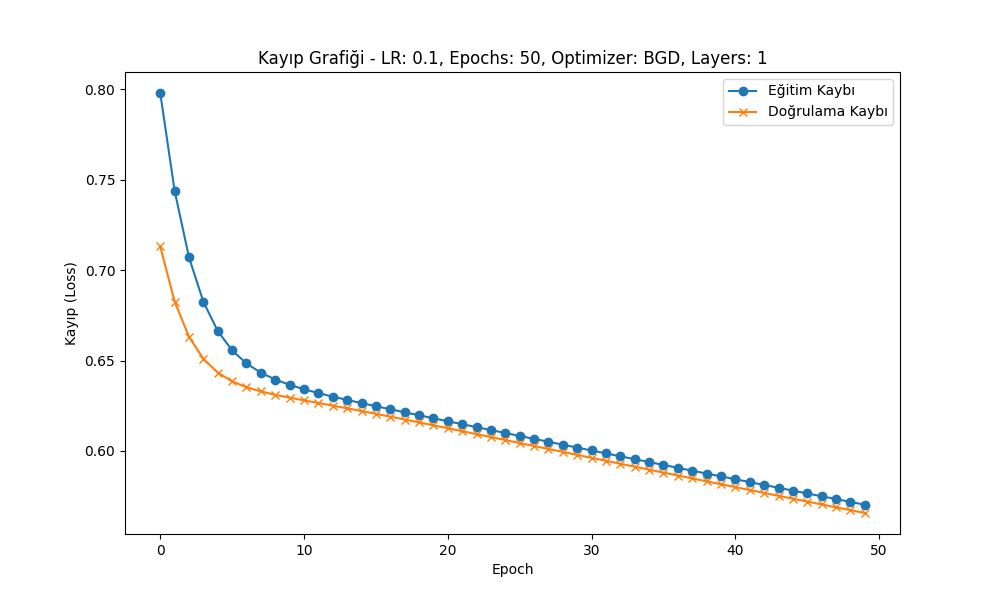 Kayıp Grafiği - LR: 0.1, Epochs: 50, Optimizer: BGD, Layers: 1
Eğitim Kaybı
Doğrulama Kaybı
Kayıp (Loss)
0.80
0.75
0.70
0.65
0.60
0 10 20 30 40 50
Epoch